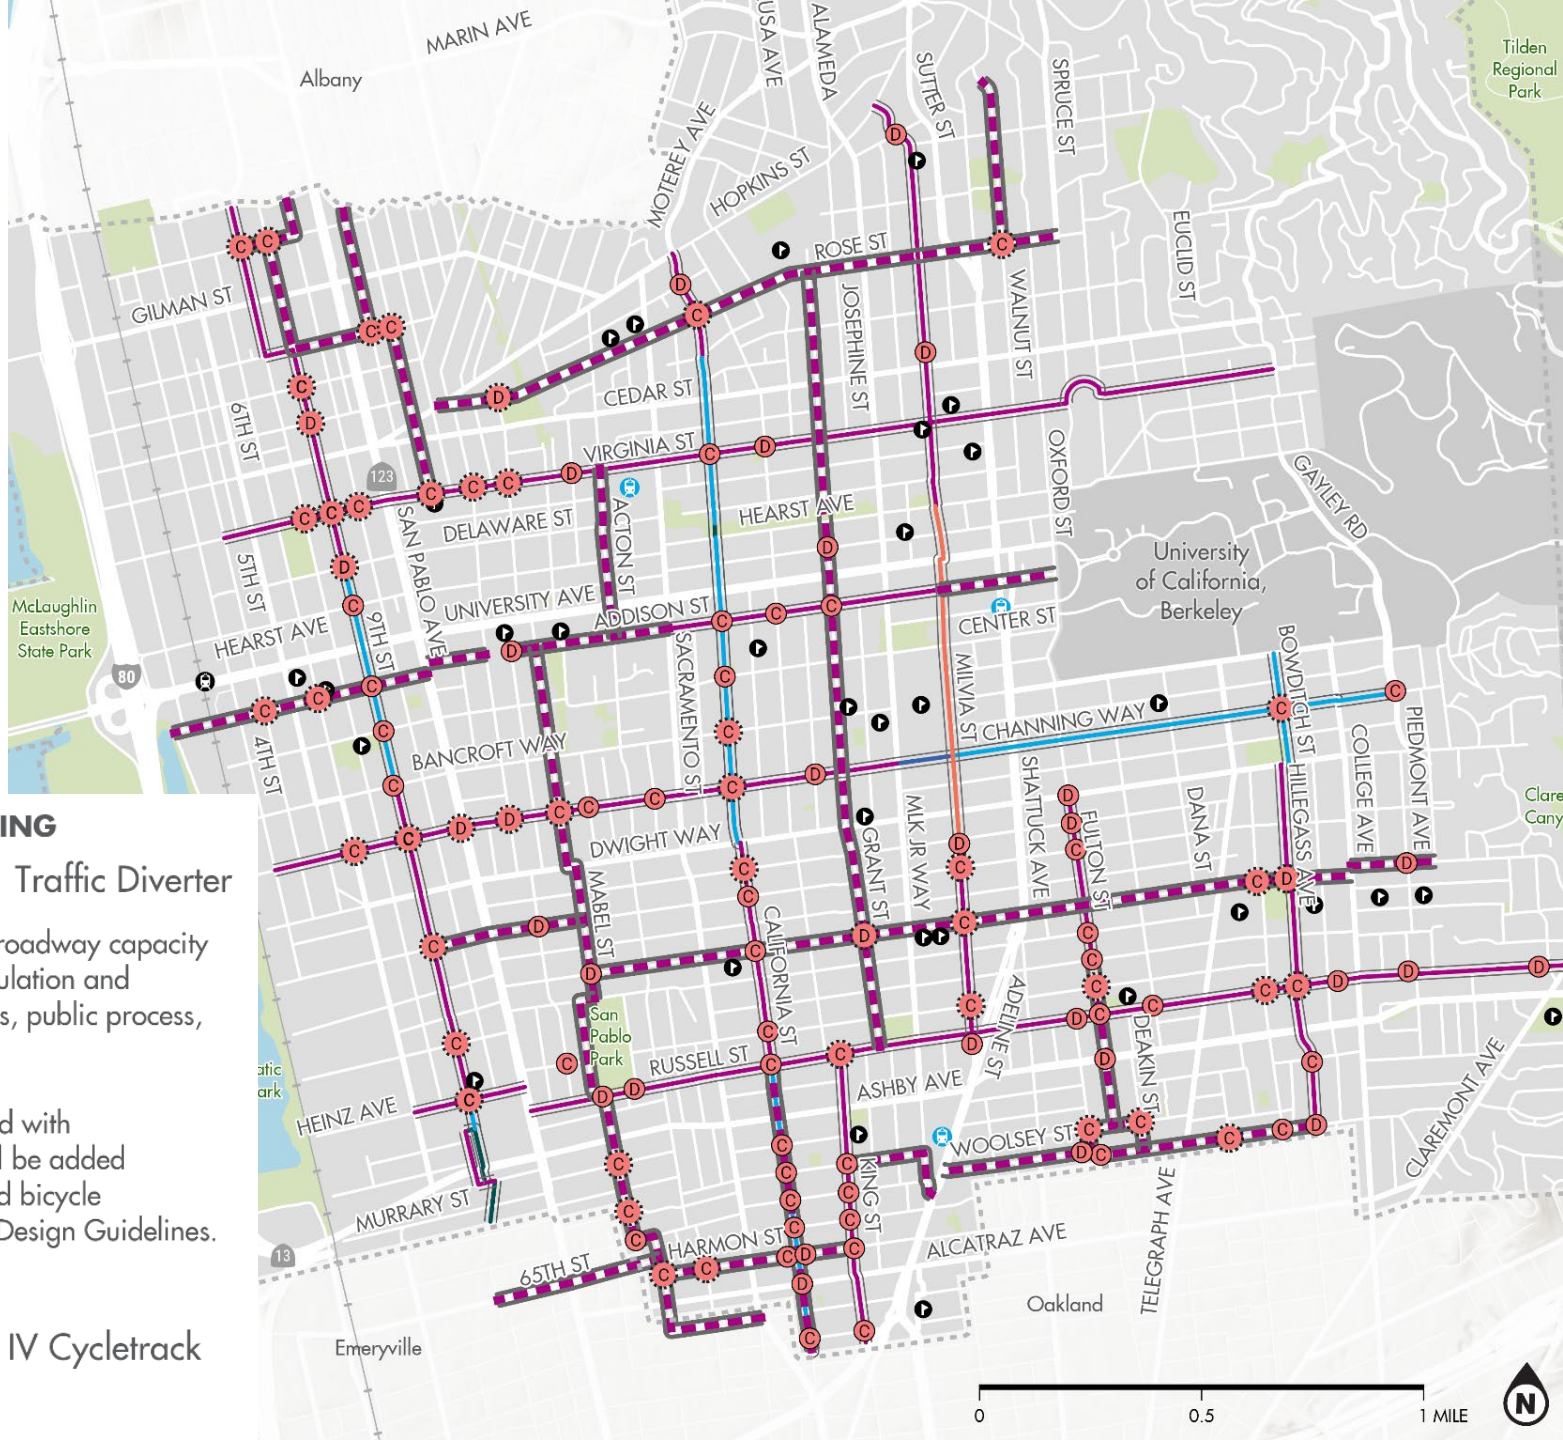 MARIN AVE
Albany
USA AVE
ALAMEDA
SUTTER ST
SPRUCE ST
Tilden
Regional
Park
MOTEREY AVE
HOPKINS ST
ROSE ST
EUCLID ST
GILMAN ST
JOSEPHINE ST
WALNUT ST
CEDAR ST
6TH ST
VIRGINIA ST
OXFORD ST
GAYLEY RD
123
DELAWARE ST
ACTON ST
HEARST AVE
SAN PABLO AVE
5TH ST
University
of California,
Berkeley
McLaughlin
Eastshore
State Park
UNIVERSITY AVE
ADDISON ST
CENTER ST
HEARST AVE
9TH ST
80
SACRAMENTO ST
MILVIA ST
BOWDITCH ST
CHANNING WAY
4TH ST
BANCROFT WAY
PIEDMONT AVE
COLLEGE AVE
SHATTUCK AVE
HILLEGASS AVE
DANA ST
Clare
Cany
ING
MLK JR WAY
FULTON ST
GRANT ST
DWIGHT WAY
Traffic Diverter
MABEL ST
CALIFORNIA ST
roadway capacity
ulation and
s, public process,
ADELINE ST
San
Pablo
Park
DEAKIN ST
RUSSELL ST
atic
ark
ASHBY AVE
CLAREMONT AVE
HEINZ AVE
WOOLSEY ST
d with
l be added
d bicycle
Design Guidelines.
KING ST
TELEGRAPH AVE
MURRARY ST
HARMON ST
ALCATRAZ AVE
13
65TH ST
Oakland
IV Cycletrack
Emeryville
N
0 0.5 1 MILE